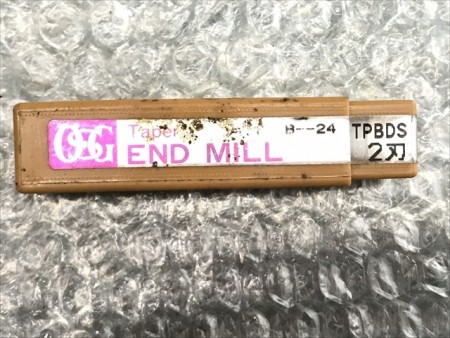 OSG
Taper
END MILL
B--24
TPBDS
2刃